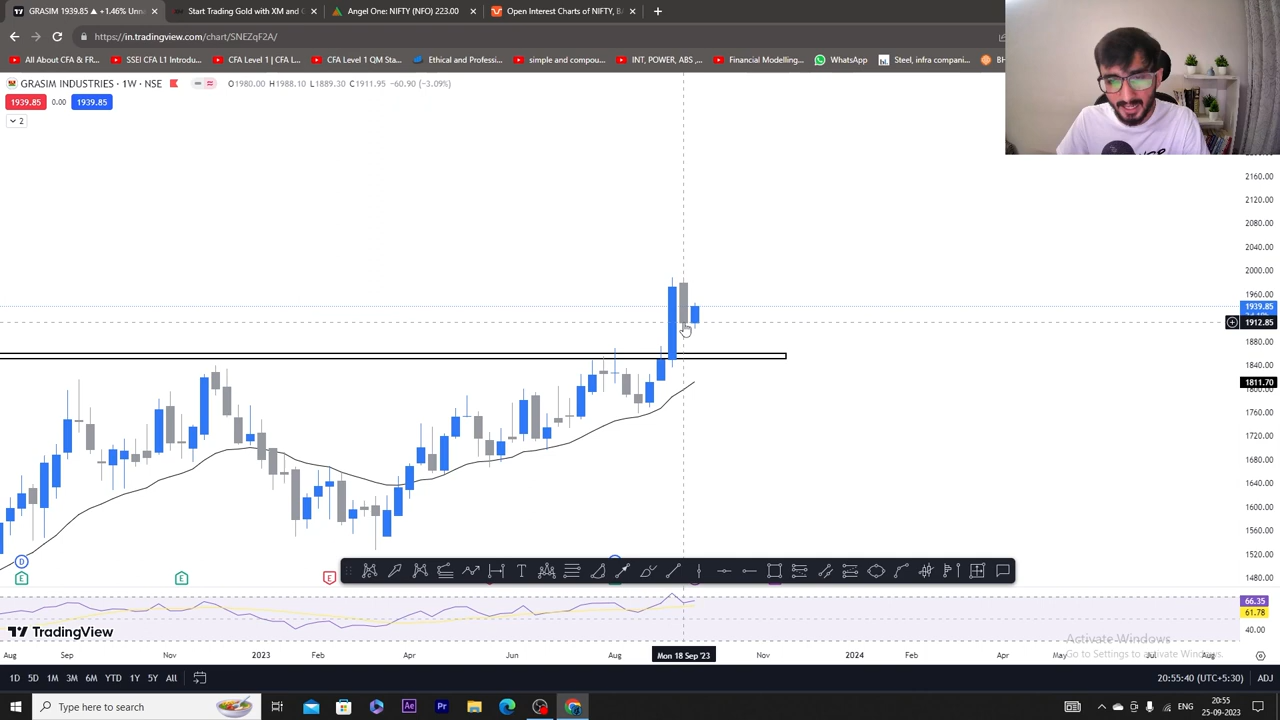 GRASIM 1939.85 ▲ +1.46% Unna
Start Trading Gold with XM and C
Angel One: NIFTY (NFO) 223.00
Open Interest Charts of NIFTY, BA
https://in.tradingview.com/chart/SNEZqF2A/
All About CFA & FR...
SSEI CFA L1 Introdu...
CFA Level 1 | CFA L...
CFA Level 1 QM Sta...
Ethical and Professi...
simple and compou...
INT, POWER, ABS ,...
Financial Modelling...
WhatsApp
Steel, infra compani...
GRASIM INDUSTRIES · 1W · NSE
O1980.00 H1988.10 L1889.30 C1911.95 −60.90 (−3.09%)
1939.85 0.00 1939.85
2
2160.00
2120.00
2080.00
2040.00
2000.00
1960.00
1939.85
1912.85
1880.00
1840.00
1811.70
1760.00
1720.00
1680.00
1640.00
1600.00
1560.00
1520.00
1480.00
D
E
E
E
T
66.35
61.78
40.00
TradingView
Activate Windows
Go to Settings to activate Windows.
Aug Sep Nov 2023 Feb Apr Jun Aug Mon 18 Sep '23 Nov 2024 Feb Apr May Jul Aug
1D 5D 1M 3M 6M YTD 1Y 5Y All
20:55:40 (UTC+5:30) ADJ
Type here to search
Ae
Pr
ENG
20:55
25-09-2023